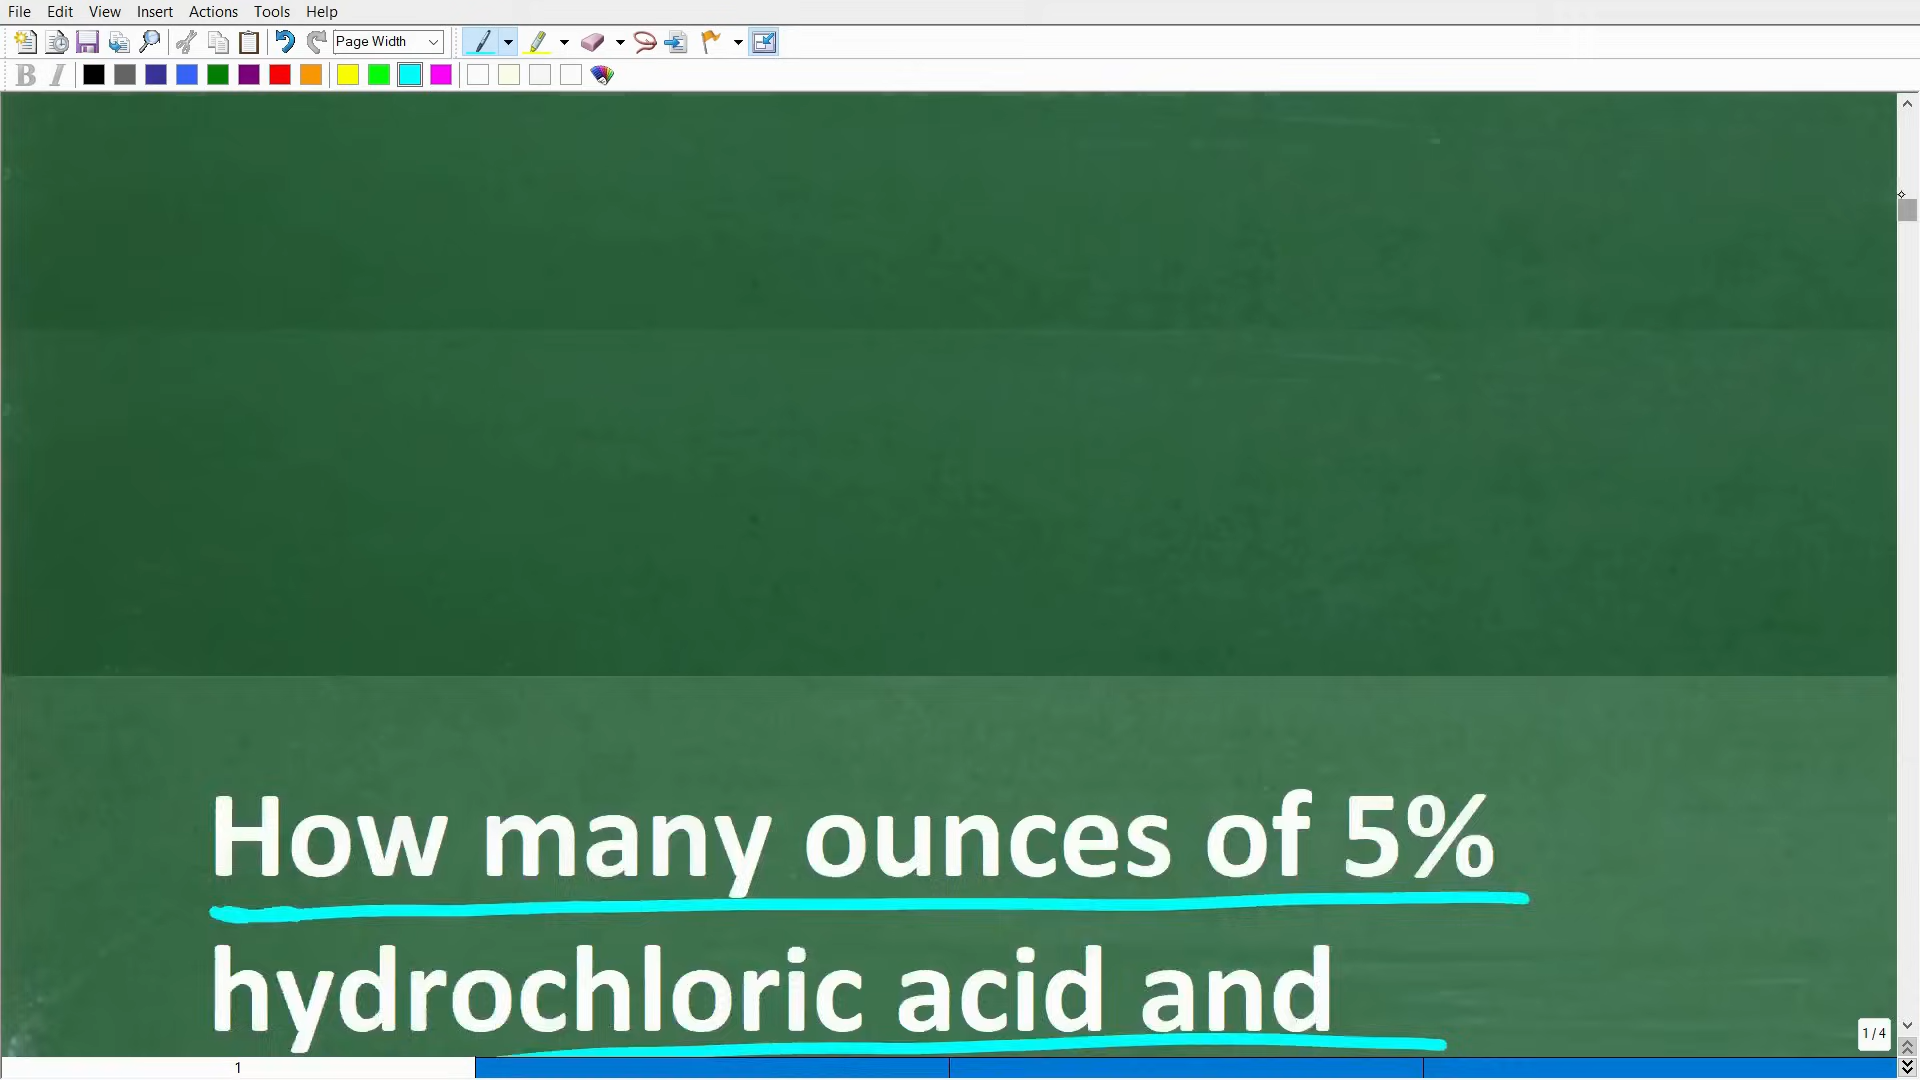 File Edit View Insert Actions Tools Help
Page Width
B I
How many ounces of 5%
hydrochloric acid and
1 / 4
1